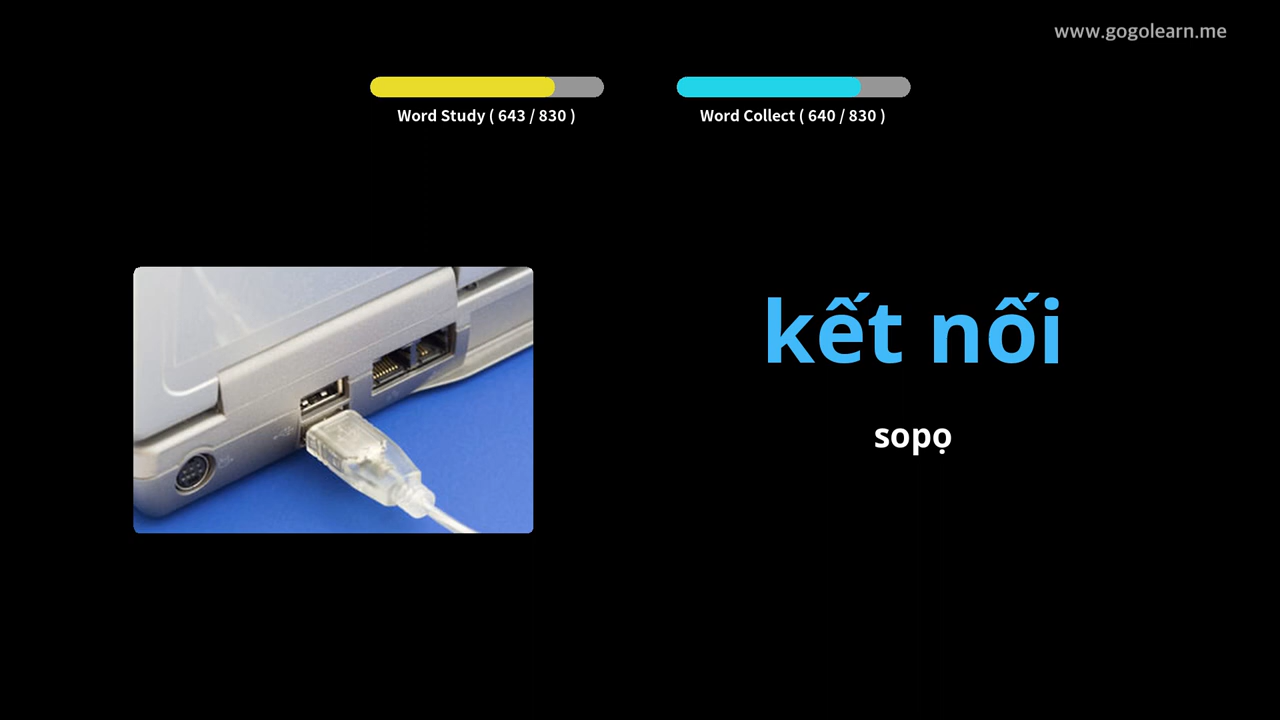 www.gogolearn.me
Word Study ( 643 / 830 )
Word Collect ( 640 / 830 )
kết nối
sopọ